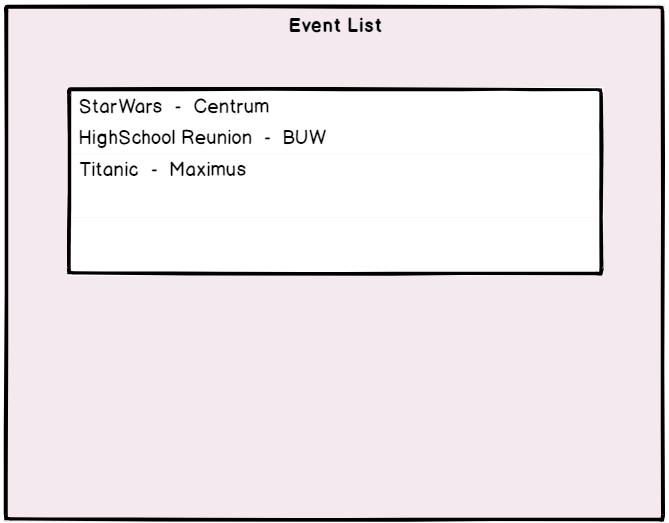 Event List
StarWars - Centrum
HighSchool Reunion - BUW
Titanic - Maximus